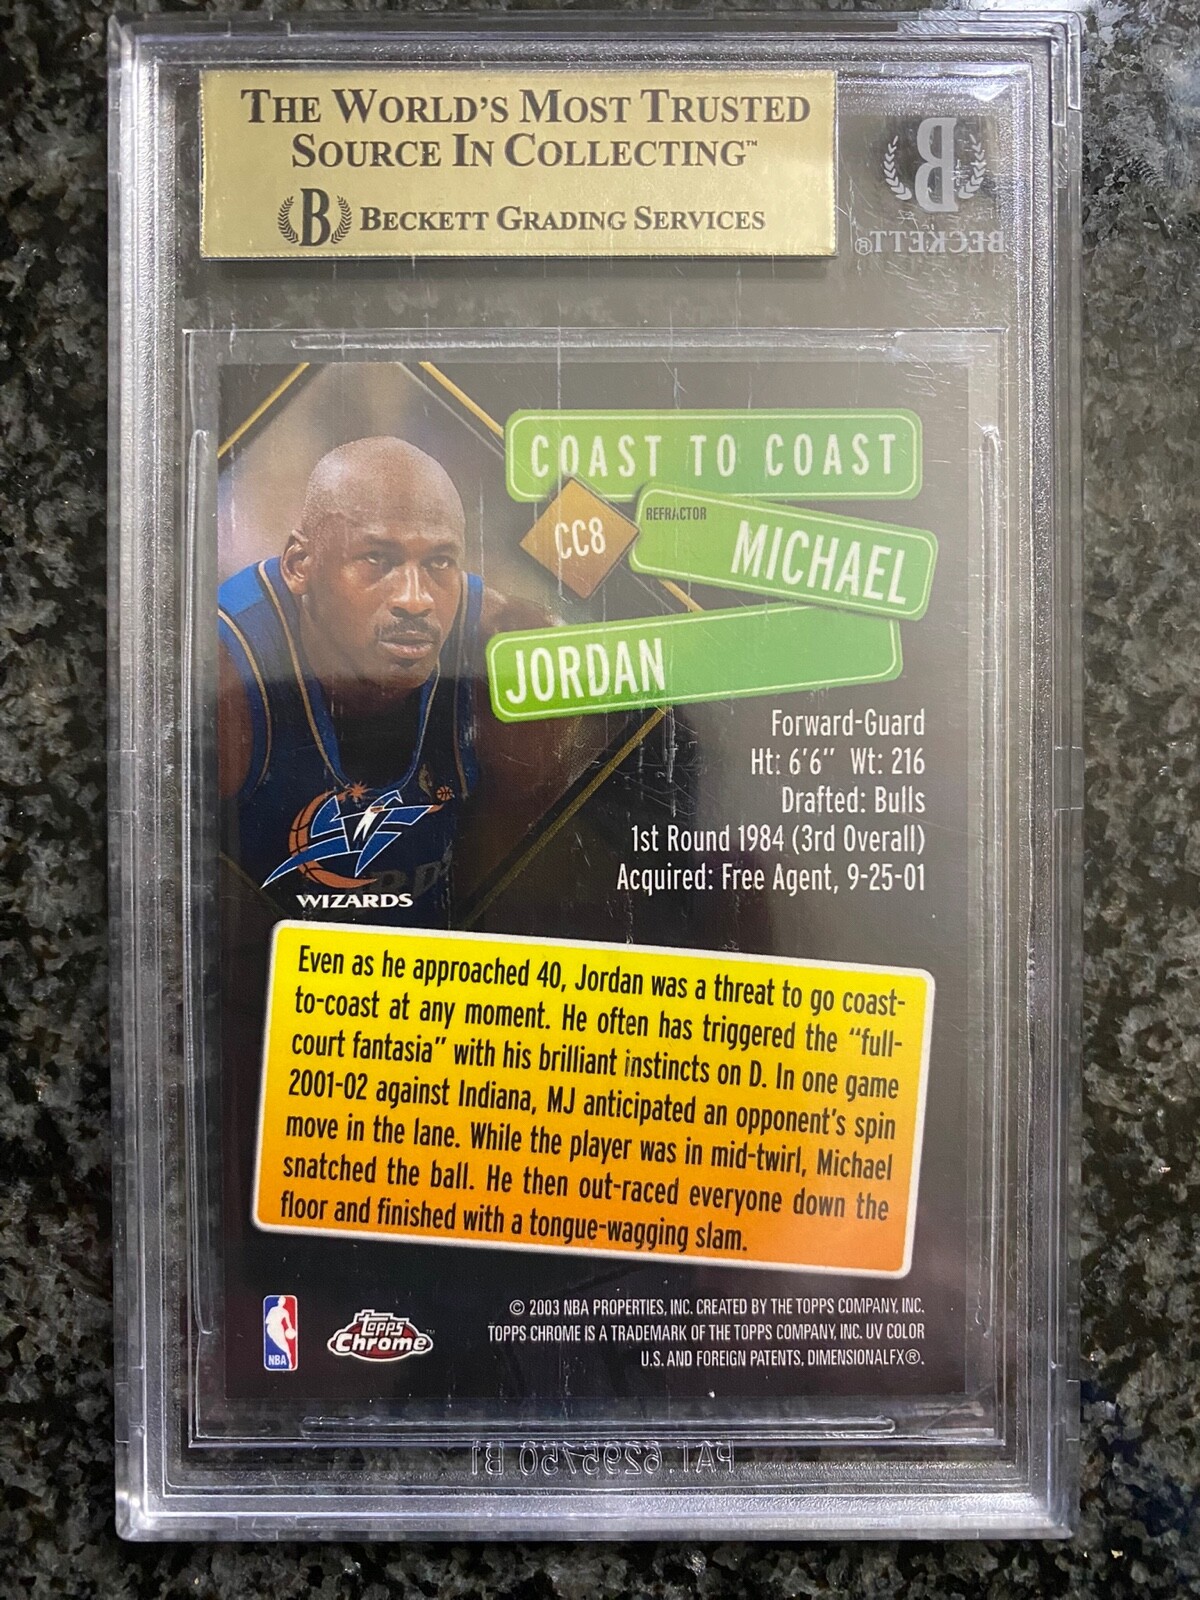 THE WORLD'S MOST TRUSTED
SOURCE IN COLLECTING™
B BECKETT GRADING SERVICES
B
BECKETT®
COAST TO COAST
CC8
REFRACTOR
MICHAEL
JORDAN
Forward-Guard
Ht: 6'6" Wt: 216
Drafted: Bulls
1st Round 1984 (3rd Overall)
Acquired: Free Agent, 9-25-01
WIZARDS
Even as he approached 40, Jordan was a threat to go coast-
to-coast at any moment. He often has triggered the "full-
court fantasia" with his brilliant instincts on D. In one game
2001-02 against Indiana, MJ anticipated an opponent's spin
move in the lane. While the player was in mid-twirl, Michael
snatched the ball. He then out-raced everyone down the
floor and finished with a tongue-wagging slam.
NBA
Topps
Chrome™
© 2003 NBA PROPERTIES, INC. CREATED BY THE TOPPS COMPANY, INC.
TOPPS CHROME IS A TRADEMARK OF THE TOPPS COMPANY, INC. UV COLOR
U.S. AND FOREIGN PATENTS, DIMENSIONALFX®.
PAT. 6295750 B1